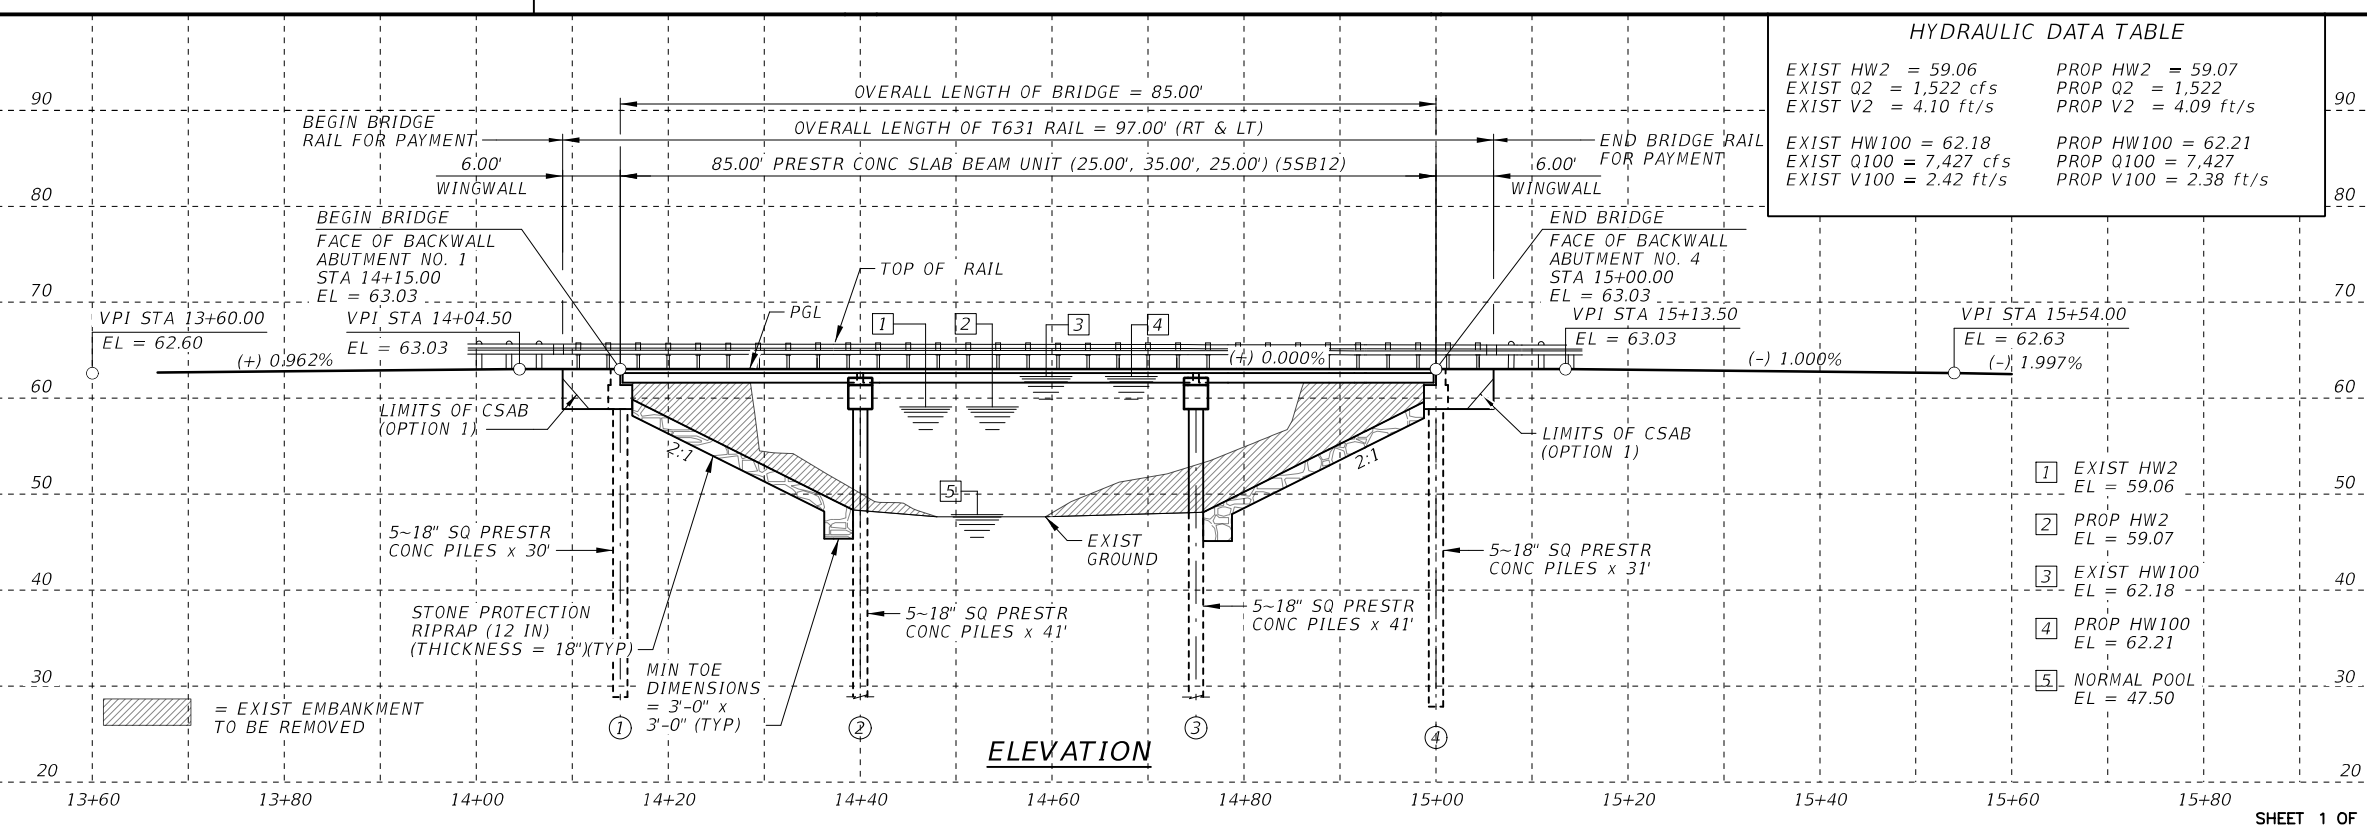 HYDRAULIC DATA TABLE
EXIST HW2 = 59.06
EXIST Q2 = 1,522 cfs
EXIST V2 = 4.10 ft/s
EXIST HW100 = 62.18
EXIST Q100 = 7,427 cfs
EXIST V100 = 2.42 ft/s
PROP HW2 = 59.07
PROP Q2 = 1,522
PROP V2 = 4.09 ft/s
PROP HW100 = 62.21
PROP Q100 = 7,427
PROP V100 = 2.38 ft/s
OVERALL LENGTH OF BRIDGE = 85.00'
BEGIN BRIDGE
RAIL FOR PAYMENT
OVERALL LENGTH OF T631 RAIL = 97.00' (RT & LT)
END BRIDGE RAIL
FOR PAYMENT
6.00'
WINGWALL
85.00' PRESTR CONC SLAB BEAM UNIT (25.00', 35.00', 25.00') (5SB12)
6.00'
WINGWALL
BEGIN BRIDGE
FACE OF BACKWALL
ABUTMENT NO. 1
STA 14+15.00
EL = 63.03
END BRIDGE
FACE OF BACKWALL
ABUTMENT NO. 4
STA 15+00.00
EL = 63.03
TOP OF RAIL
PGL
VPI STA 13+60.00
EL = 62.60
(+) 0.962%
VPI STA 14+04.50
EL = 63.03
1
2
3
4
(+) 0.000%
VPI STA 15+13.50
EL = 63.03
(-) 1.000%
VPI STA 15+54.00
EL = 62.63
(-) 1.997%
LIMITS OF CSAB
(OPTION 1)
2:1
5
2:1
LIMITS OF CSAB
(OPTION 1)
5~18" SQ PRESTR
CONC PILES x 30'
EXIST
GROUND
5~18" SQ PRESTR
CONC PILES x 31'
STONE PROTECTION
RIPRAP (12 IN)
(THICKNESS = 18")(TYP)
5~18" SQ PRESTR
CONC PILES x 41'
5~18" SQ PRESTR
CONC PILES x 41'
MIN TOE
DIMENSIONS
= 3'-0" x
3'-0" (TYP)
= EXIST EMBANKMENT
TO BE REMOVED
1
2
3
4
1 EXIST HW2
EL = 59.06
2 PROP HW2
EL = 59.07
3 EXIST HW100
EL = 62.18
4 PROP HW100
EL = 62.21
5 NORMAL POOL
EL = 47.50
ELEVATION
90
80
70
60
50
40
30
20
90
80
70
60
50
40
30
20
13+60
13+80
14+00
14+20
14+40
14+60
14+80
15+00
15+20
15+40
15+60
15+80
SHEET 1 OF